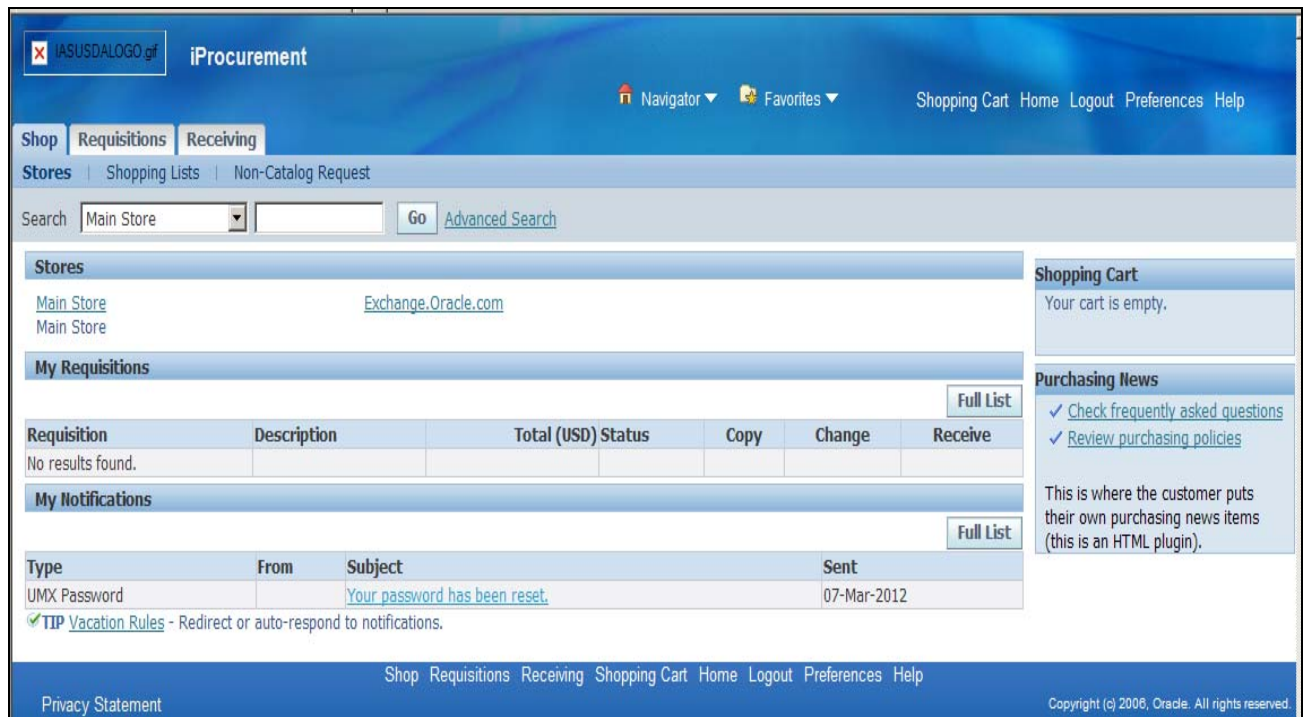 iASUSDALOGO.gif iProcurement
Navigator Favorites Shopping Cart Home Logout Preferences Help
Shop Requisitions Receiving
Stores | Shopping Lists | Non-Catalog Request
Search Main Store Go Advanced Search
Stores
Main Store Exchange.Oracle.com
Main Store
My Requisitions
Full List
Requisition Description Total (USD) Status Copy Change Receive
No results found.
My Notifications
Full List
Type From Subject Sent
UMX Password Your password has been reset. 07-Mar-2012
TIP Vacation Rules - Redirect or auto-respond to notifications.
Shopping Cart
Your cart is empty.
Purchasing News
Check frequently asked questions
Review purchasing policies
This is where the customer puts
their own purchasing news items
(this is an HTML plugin).
Shop Requisitions Receiving Shopping Cart Home Logout Preferences Help
Privacy Statement Copyright (c) 2006, Oracle. All rights reserved.